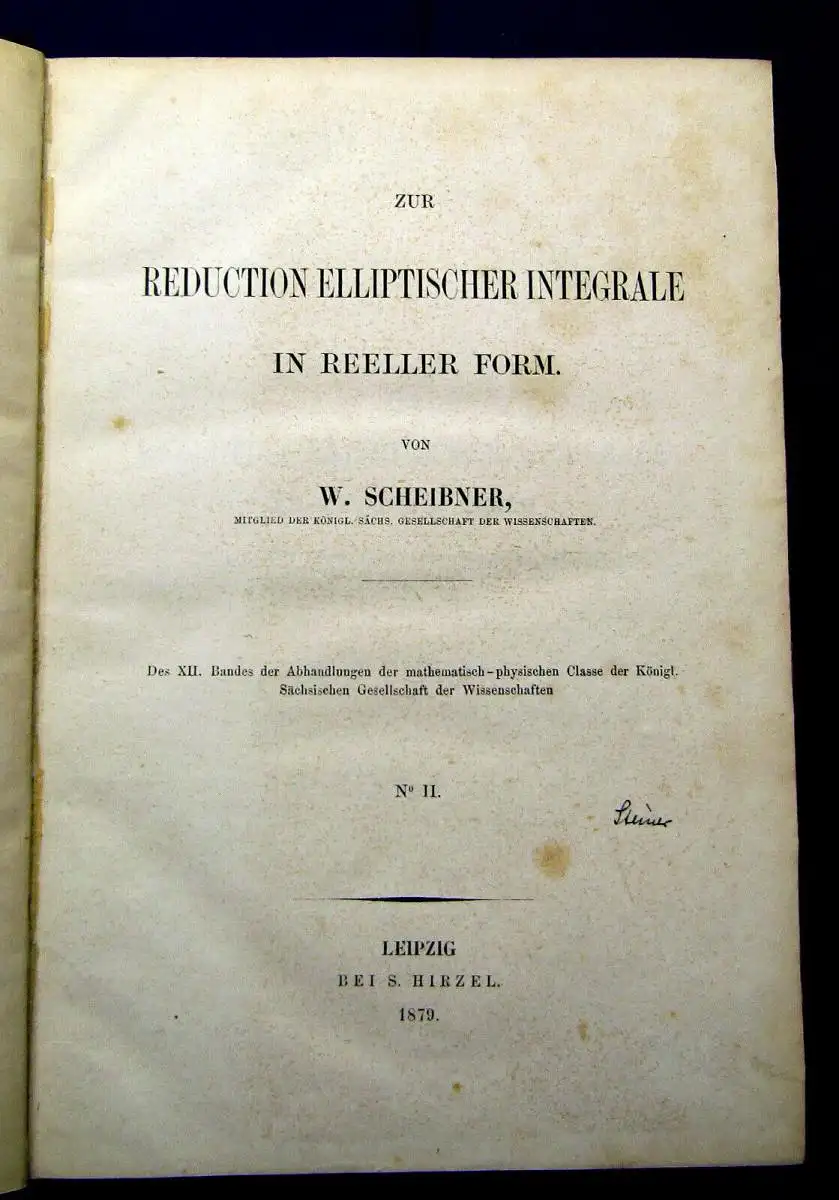 ZUR
REDUCTION ELLIPTISCHER INTEGRALE
IN REELLER FORM.
VON
W. SCHEIBNER,
MITGLIED DER KÖNIGL. SÄCHS. GESELLSCHAFT DER WISSENSCHAFTEN.
Des XII. Bandes der Abhandlungen der mathematisch-physischen Classe der Königl.
Sächsischen Gesellschaft der Wissenschaften
Nº II.
Steiner
LEIPZIG
BEI S. HIRZEL.
1879.